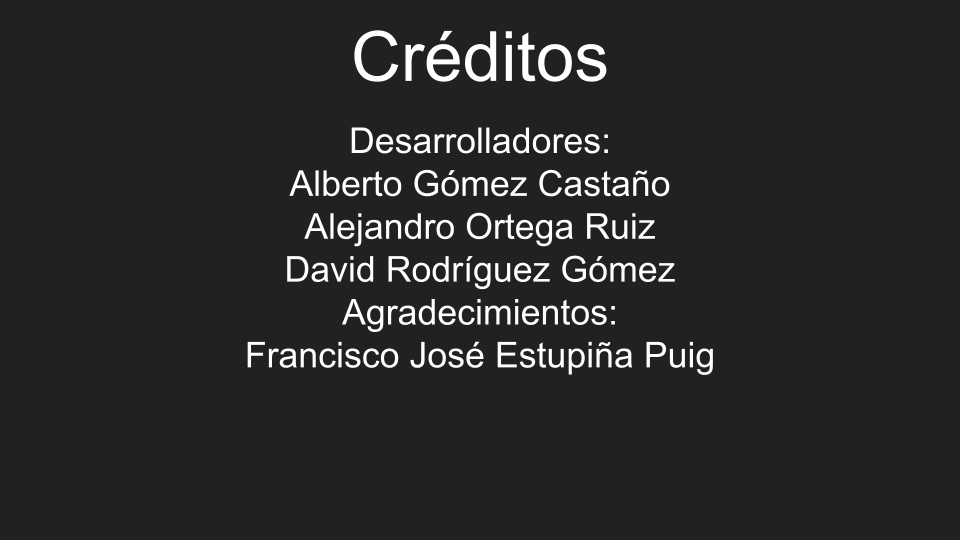 Créditos
Desarrolladores:
Alberto Gómez Castaño
Alejandro Ortega Ruiz
David Rodríguez Gómez
Agradecimientos:
Francisco José Estupiña Puig